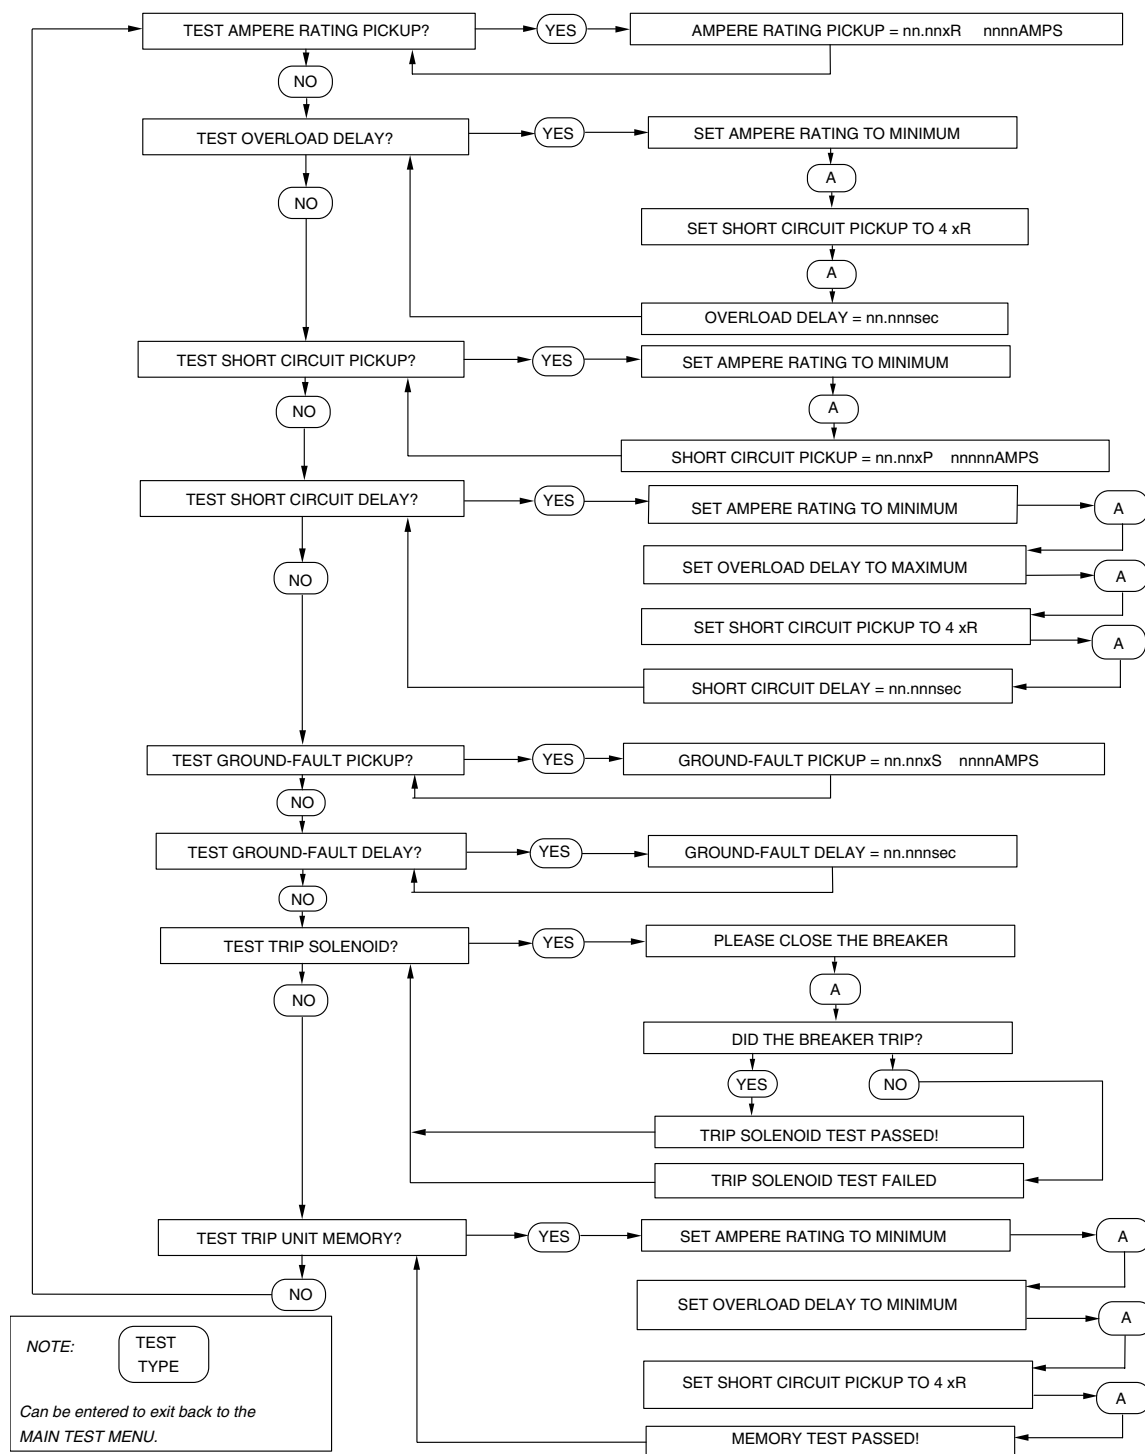 TEST AMPERE RATING PICKUP?
YES
AMPERE RATING PICKUP = nn.nnxR nnnnAMPS
NO
TEST OVERLOAD DELAY?
YES
SET AMPERE RATING TO MINIMUM
A
NO
SET SHORT CIRCUIT PICKUP TO 4 xR
A
OVERLOAD DELAY = nn.nnnsec
TEST SHORT CIRCUIT PICKUP?
YES
SET AMPERE RATING TO MINIMUM
A
NO
SHORT CIRCUIT PICKUP = nn.nnxP nnnnnAMPS
TEST SHORT CIRCUIT DELAY?
YES
SET AMPERE RATING TO MINIMUM
A
SET OVERLOAD DELAY TO MAXIMUM
A
NO
SET SHORT CIRCUIT PICKUP TO 4 xR
A
SHORT CIRCUIT DELAY = nn.nnnsec
TEST GROUND-FAULT PICKUP?
YES
GROUND-FAULT PICKUP = nn.nnxS nnnnAMPS
NO
TEST GROUND-FAULT DELAY?
YES
GROUND-FAULT DELAY = nn.nnnsec
NO
TEST TRIP SOLENOID?
YES
PLEASE CLOSE THE BREAKER
A
NO
DID THE BREAKER TRIP?
YES
NO
TRIP SOLENOID TEST PASSED!
TRIP SOLENOID TEST FAILED
TEST TRIP UNIT MEMORY?
YES
SET AMPERE RATING TO MINIMUM
A
NO
SET OVERLOAD DELAY TO MINIMUM
A
SET SHORT CIRCUIT PICKUP TO 4 xR
A
MEMORY TEST PASSED!
NOTE:
TEST
TYPE
Can be entered to exit back to the
MAIN TEST MENU.